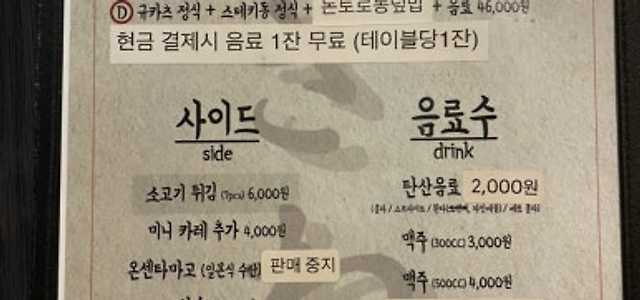 D 규카츠 정식 + 스테키동 정식 + 돈토로동덮밥 + 음료 46,000원
현금 결제시 음료 1잔 무료 (테이블당1잔)
사이드
side
소고기 튀김 (7pcs) 6,000원
미니 카레 추가 4,000원
온센타마고 (일본식 수란) 판매 중지
음료수
drink
탄산음료 2,000원
맥주 (300CC) 3,000원
맥주 (500CC) 4,000원